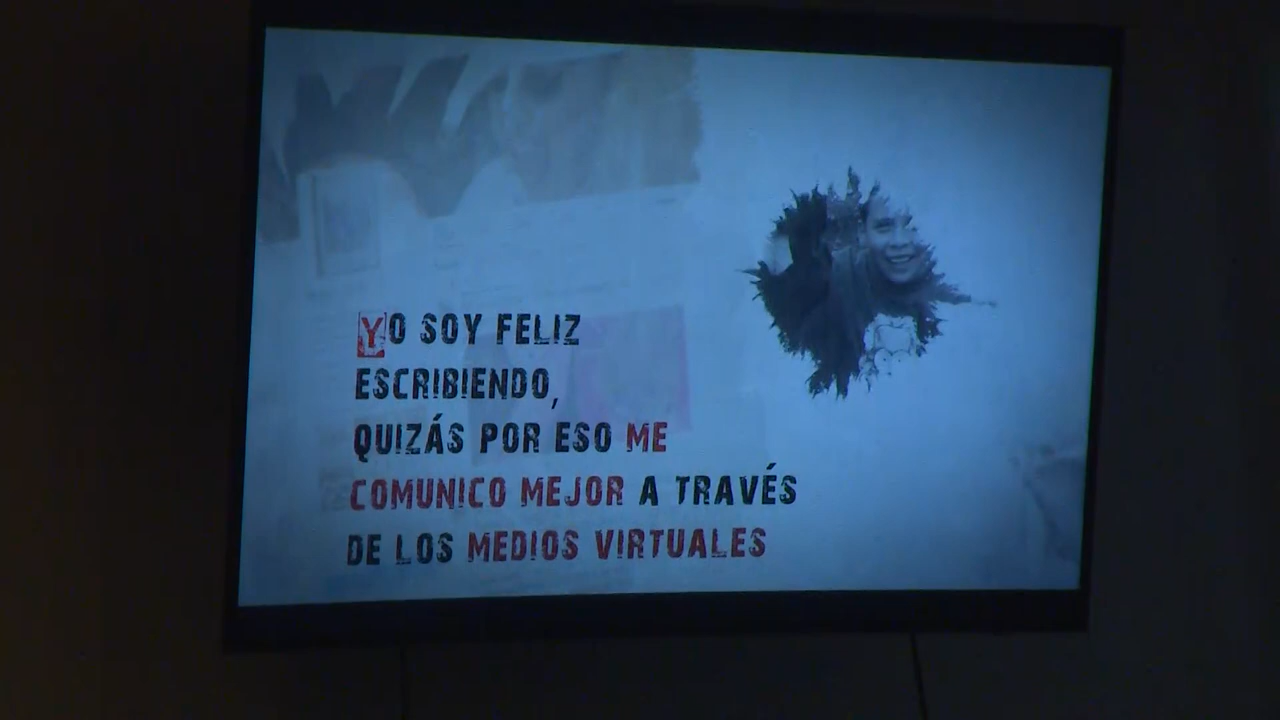 YO SOY FELIZ
ESCRIBIENDO,
QUIZÁS POR ESO ME
COMUNICO MEJOR A TRAVÉS
DE LOS MEDIOS VIRTUALES